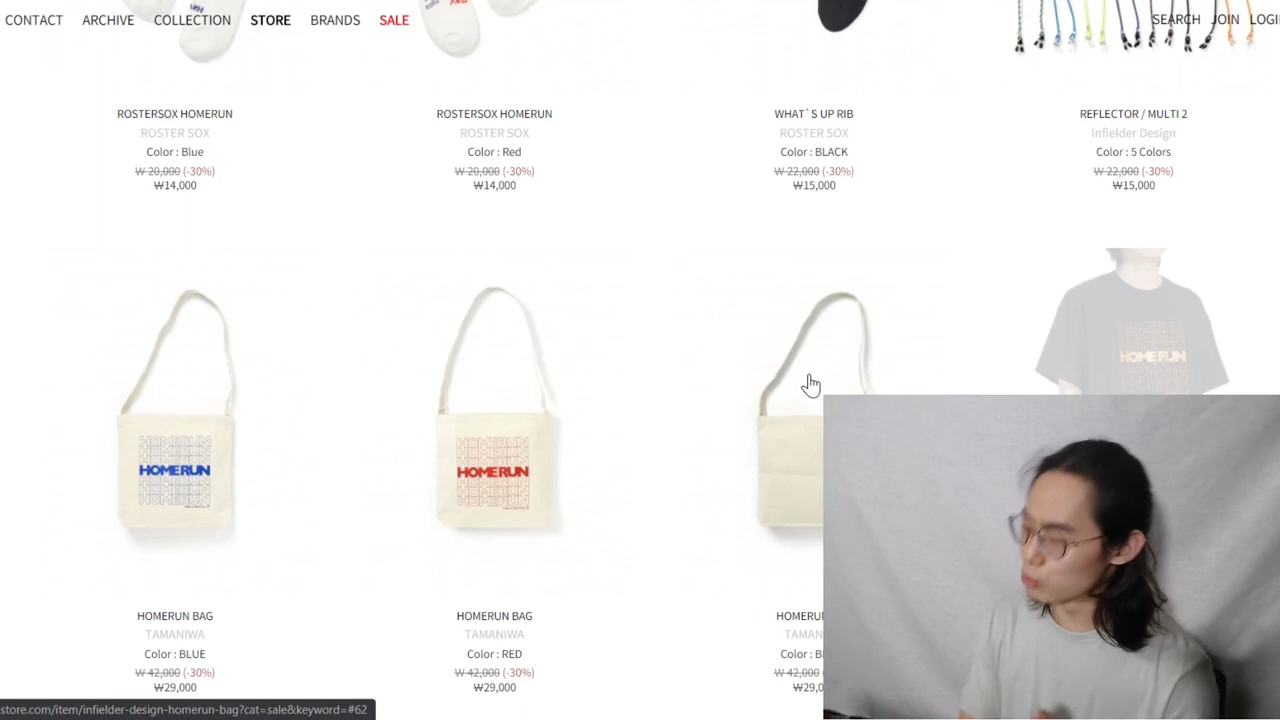 CONTACT ARCHIVE COLLECTION STORE BRANDS SALE SEARCH JOIN
ROSTERSOX HOMERUN
ROSTER SOX
Color : Blue
₩ 20,000 (-30%)
₩14,000
ROSTERSOX HOMERUN
ROSTER SOX
Color : Red
₩ 20,000 (-30%)
₩14,000
WHAT`S UP RIB
ROSTER SOX
Color : BLACK
₩ 22,000 (-30%)
₩15,000
REFLECTOR / MULTI 2
Infielder Design
Color : 5 Colors
₩ 22,000 (-30%)
₩15,000
HOMERUN
HOMERUN
HOMERUN
HOMERUN BAG
TAMANIWA
Color : BLUE
₩ 42,000 (-30%)
₩29,000
HOMERUN BAG
TAMANIWA
Color : RED
₩ 42,000 (-30%)
₩29,000
₩ 42,000
store.com/item/infielder-design-homerun-bag?cat=sale&keyword=#62